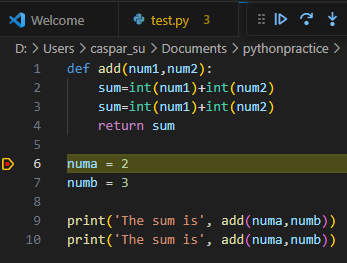 Welcome
test.py 3
D: > Users > caspar_su > Documents > pythonpractice >
1 def add(num1,num2):
2 sum=int(num1)+int(num2)
3 sum=int(num1)+int(num2)
4 return sum
5
6 numa = 2
7 numb = 3
8
9 print('The sum is', add(numa,numb))
10 print('The sum is', add(numa,numb))